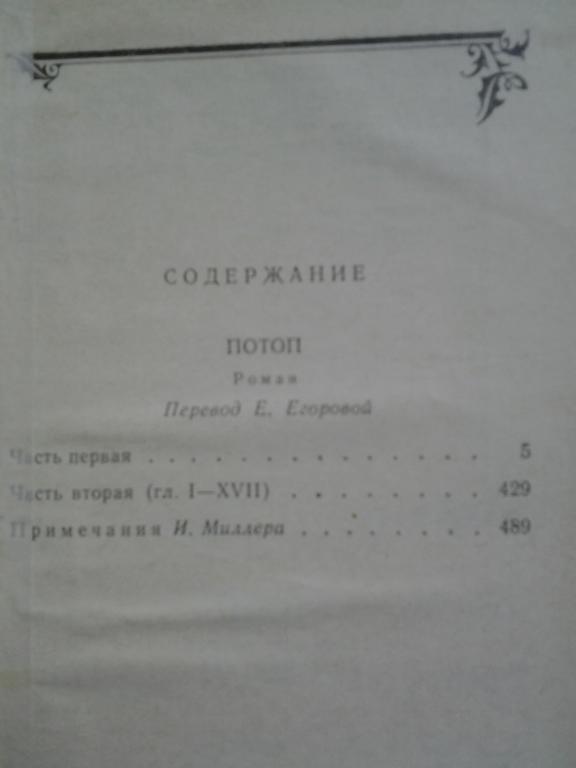 СОДЕРЖАНИЕ
ПОТОП
Роман
Перевод Е. Егоровой
Часть первая . . . . . . . . . . . . . . . 5
Часть вторая (гл. I—XVII) . . . . . . . . 429
Примечания И. Миллера . . . . . . . . 489